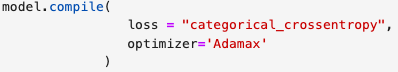 model.compile(
loss = "categorical_crossentropy",
optimizer='Adamax'
)